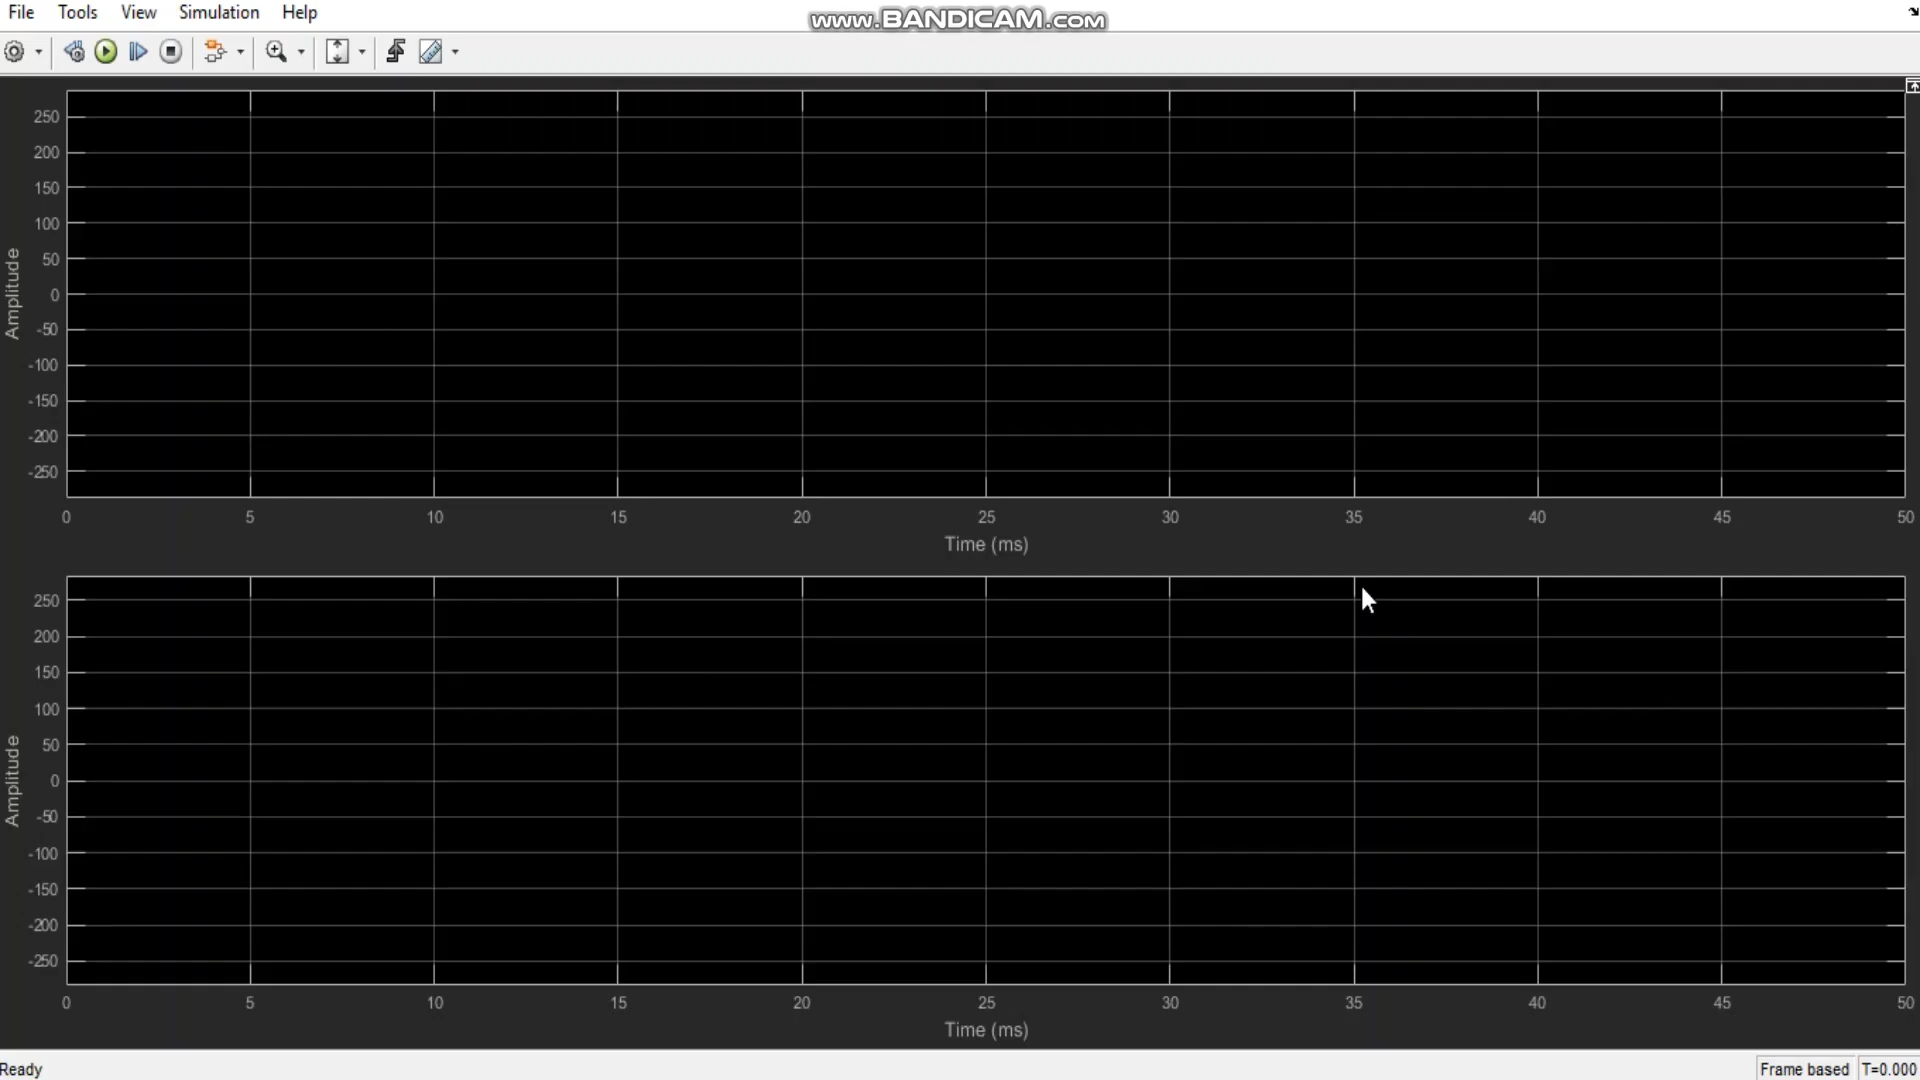 File Tools View Simulation Help
www.BANDICAM.com
250
200
150
100
50
0
-50
-100
-150
-200
-250
Amplitude
0 5 10 15 20 25 30 35 40 45 50
Time (ms)
250
200
150
100
50
0
-50
-100
-150
-200
-250
Amplitude
0 5 10 15 20 25 30 35 40 45 50
Time (ms)
Ready
Frame based T=0.000